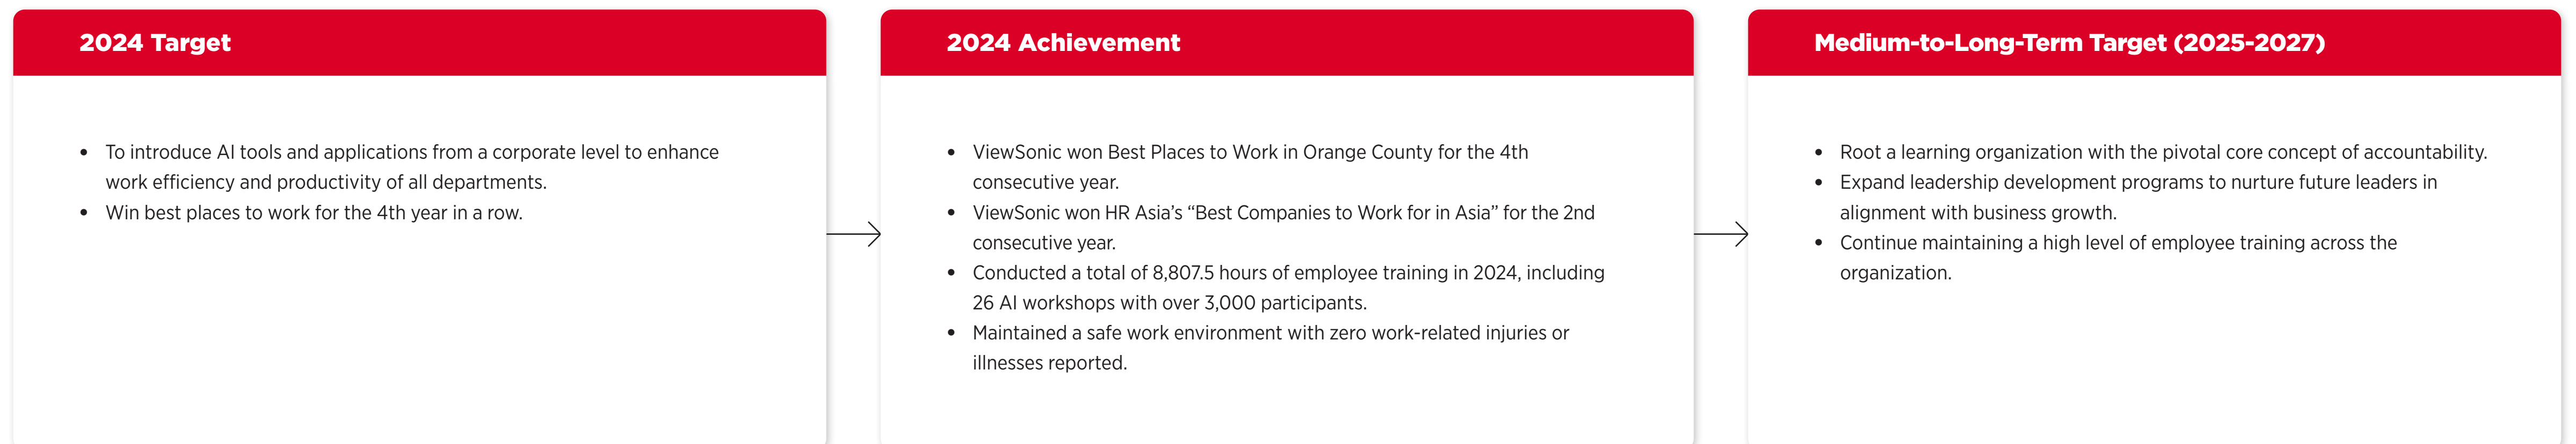 2024 Target
• To introduce AI tools and applications from a corporate level to enhance
work efficiency and productivity of all departments.
• Win best places to work for the 4th year in a row.
2024 Achievement
• ViewSonic won Best Places to Work in Orange County for the 4th
consecutive year.
• ViewSonic won HR Asia’s “Best Companies to Work for in Asia” for the 2nd
consecutive year.
• Conducted a total of 8,807.5 hours of employee training in 2024, including
26 AI workshops with over 3,000 participants.
• Maintained a safe work environment with zero work-related injuries or
illnesses reported.
Medium-to-Long-Term Target (2025-2027)
• Root a learning organization with the pivotal core concept of accountability.
• Expand leadership development programs to nurture future leaders in
alignment with business growth.
• Continue maintaining a high level of employee training across the
organization.